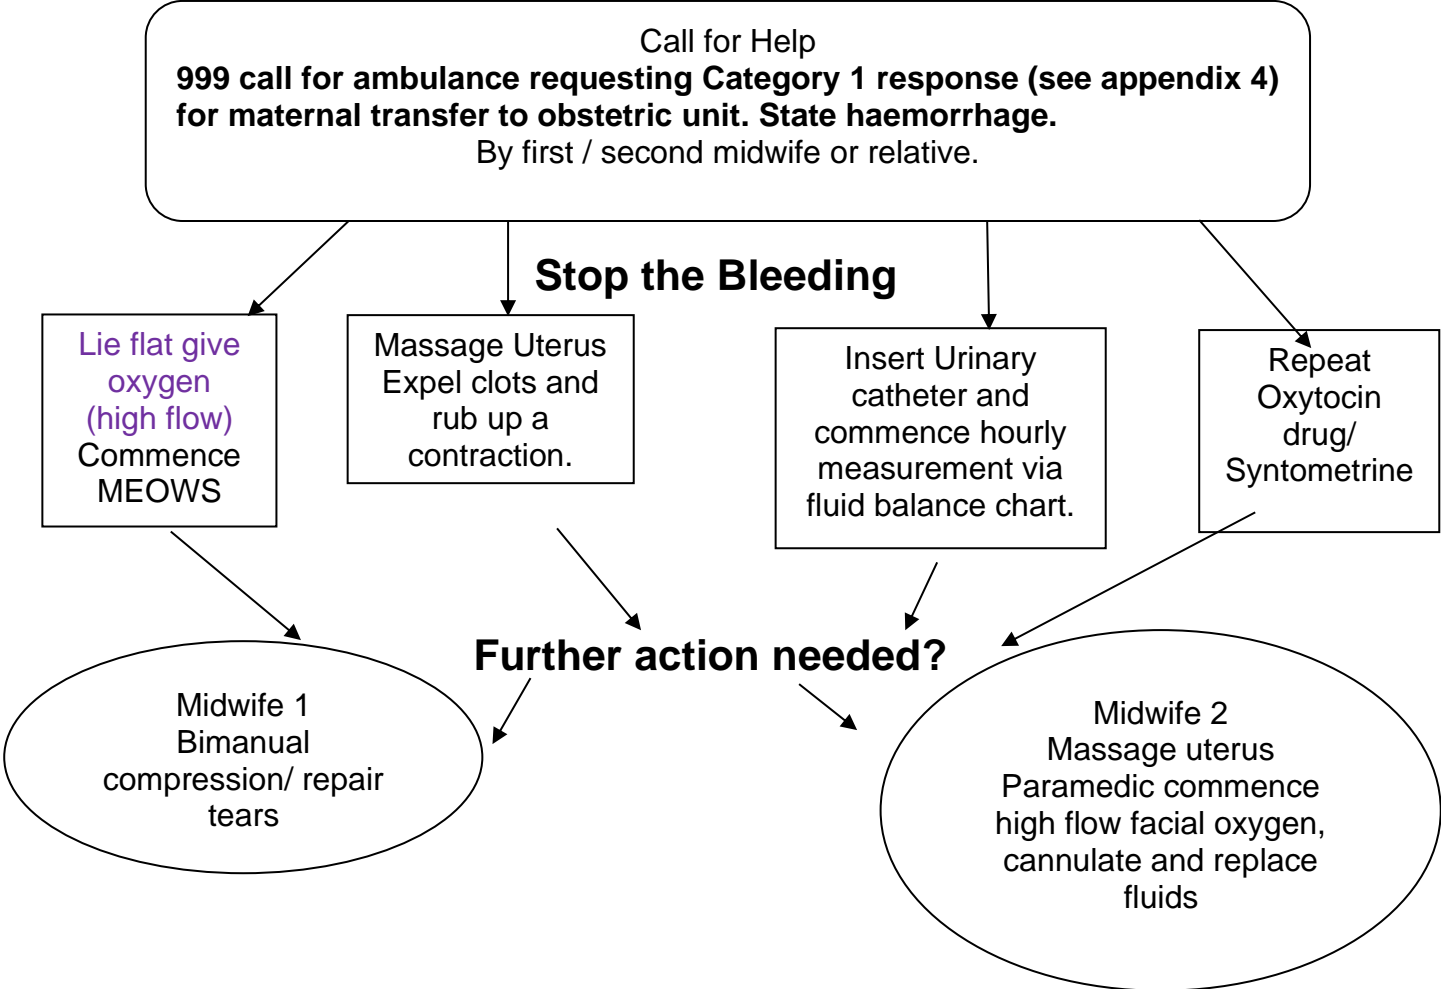 Call for Help
999 call for ambulance requesting Category 1 response (see appendix 4)
for maternal transfer to obstetric unit. State haemorrhage.
By first / second midwife or relative.
Stop the Bleeding
Lie flat give
oxygen
(high flow)
Commence
MEOWS
Massage Uterus
Expel clots and
rub up a
contraction.
Insert Urinary
catheter and
commence hourly
measurement via
fluid balance chart.
Repeat
Oxytocin
drug/
Syntometrine
Further action needed?
Midwife 1
Bimanual
compression/ repair
tears
Midwife 2
Massage uterus
Paramedic commence
high flow facial oxygen,
cannulate and replace
fluids